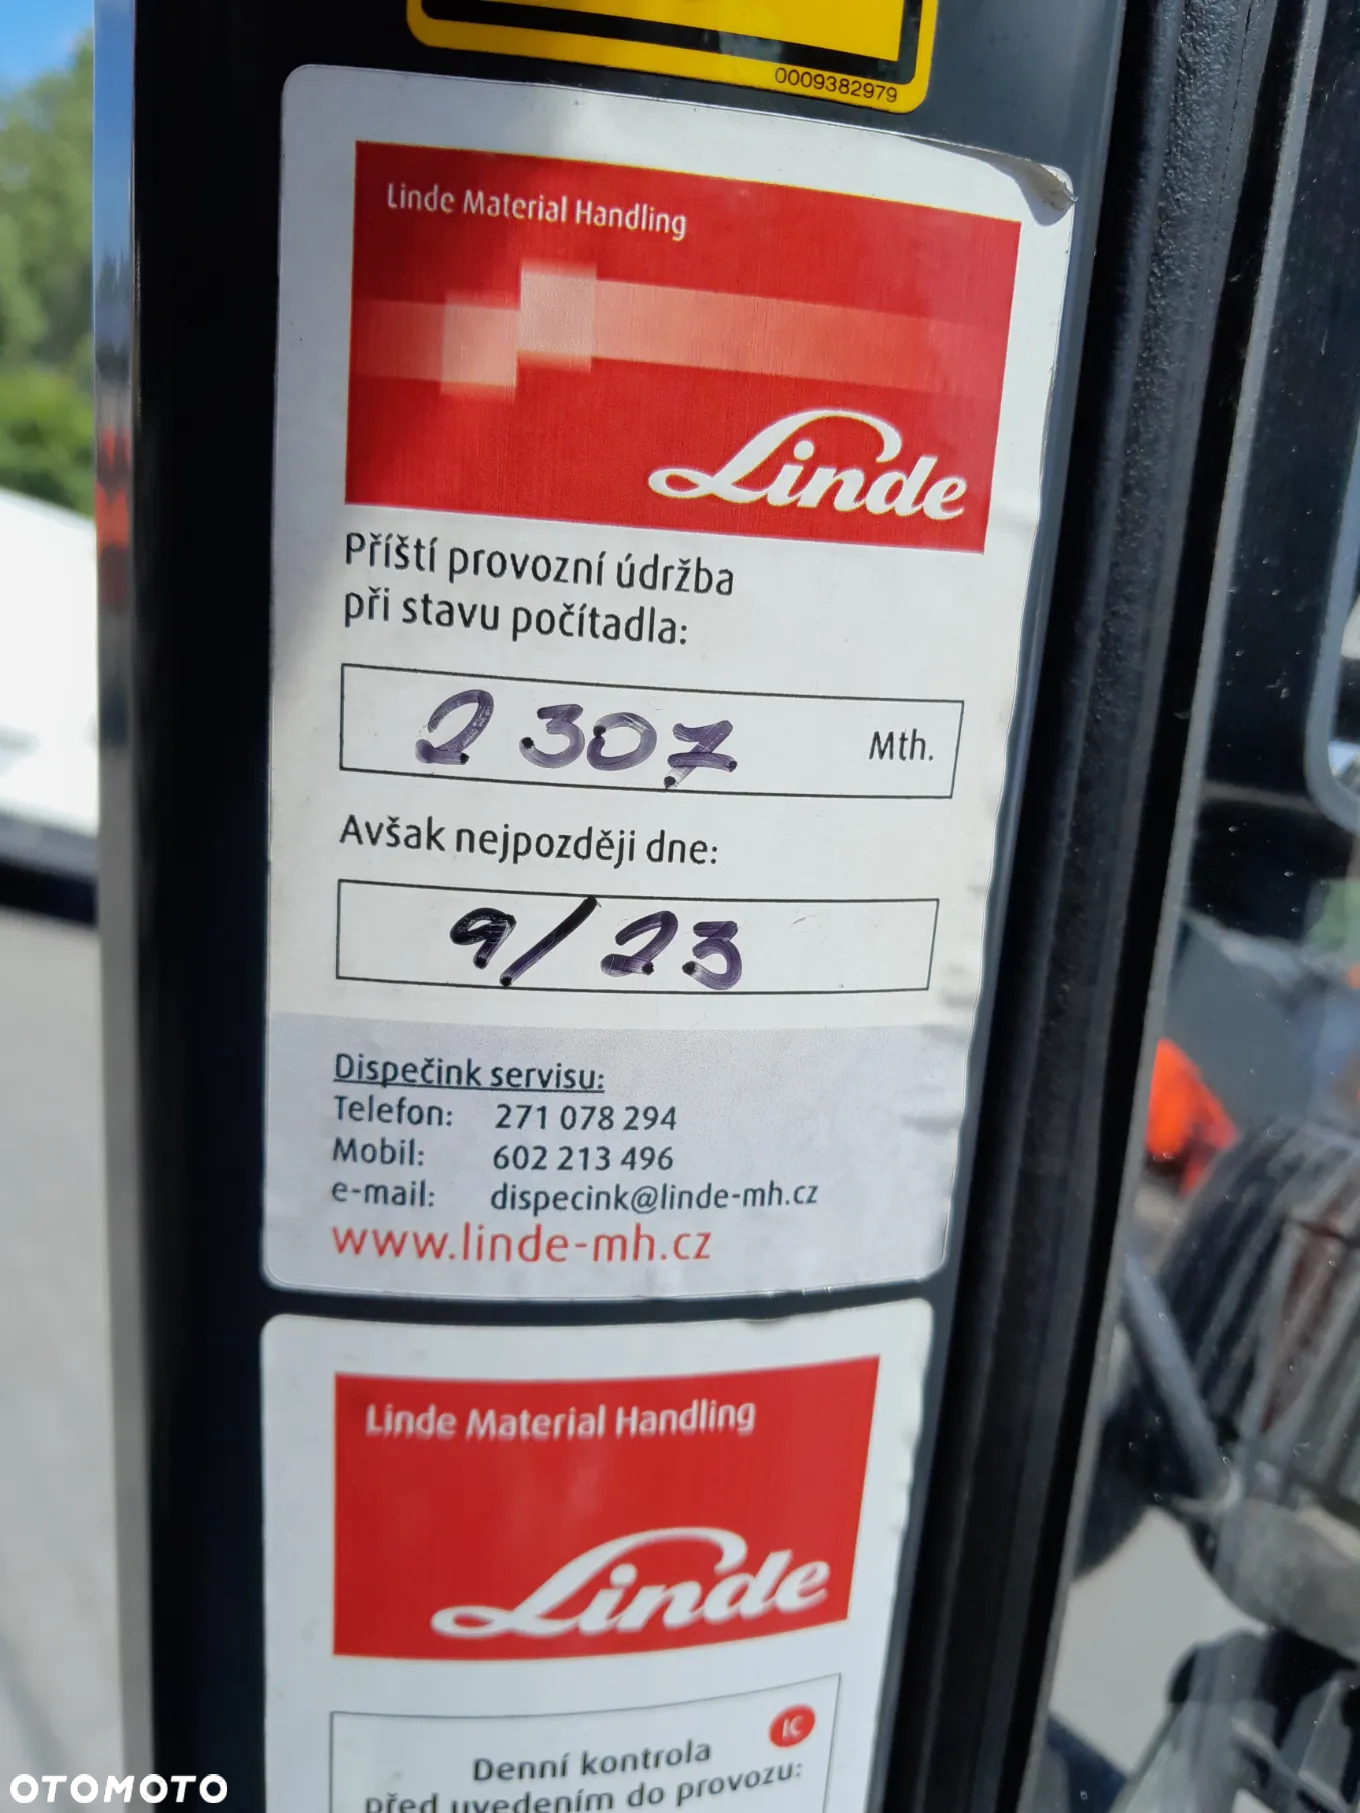 0009382979
Linde Material Handling
Linde
Příští provozní údržba
při stavu počítadla:
2 307 Mth.
Avšak nejpozději dne:
9/23
Dispečink servisu:
Telefon: 271 078 294
Mobil: 602 213 496
e-mail: dispecink@linde-mh.cz
www.linde-mh.cz
Linde Material Handling
Linde
IC
Denní kontrola
před uvedením do provozu:
OTOMOTO